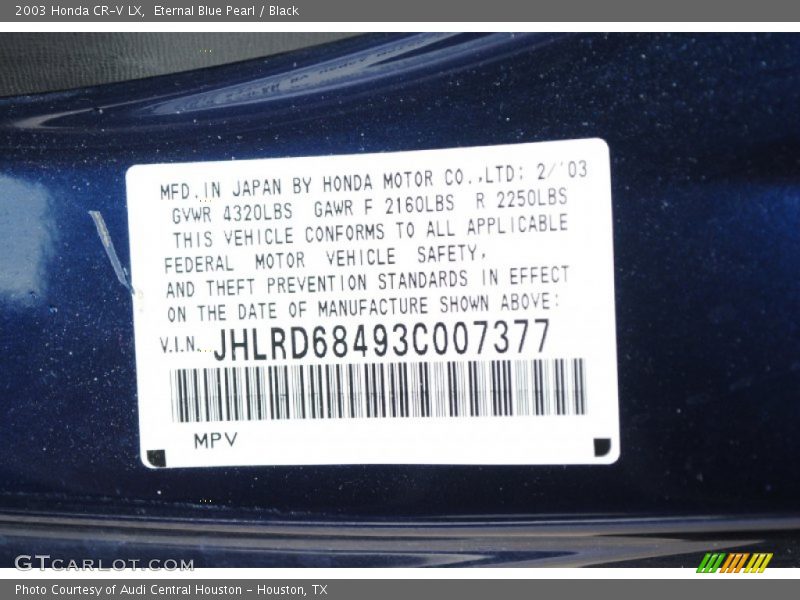 2003 Honda CR-V LX, Eternal Blue Pearl / Black
MFD. IN JAPAN BY HONDA MOTOR CO.,LTD: 2/'03
GVWR 4320LBS GAWR F 2160LBS R 2250LBS
THIS VEHICLE CONFORMS TO ALL APPLICABLE
FEDERAL MOTOR VEHICLE SAFETY,
AND THEFT PREVENTION STANDARDS IN EFFECT
ON THE DATE OF MANUFACTURE SHOWN ABOVE:
V.I.N. JHLRD68493C007377
MPV
GTCARLOT.COM
Photo Courtesy of Audi Central Houston - Houston, TX